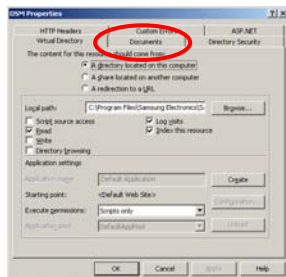 OSM Properties
HTTP Headers Custom Errors ASP.NET
Virtual Directory Documents Directory Security
The content for this resource should come from:
A directory located on this computer
A share located on another computer
A redirection to a URL
Local path: C:\Program Files\Samsung Electronics\S Browse...
Script source access
Log visits
Read
Index this resource
Write
Directory browsing
Application settings
Application name: Default Application Create
Starting point: <Default Web Site>
Configuration...
Execute permissions: Scripts only
Application pool: DefaultAppPool Unload
OK Cancel Apply Help